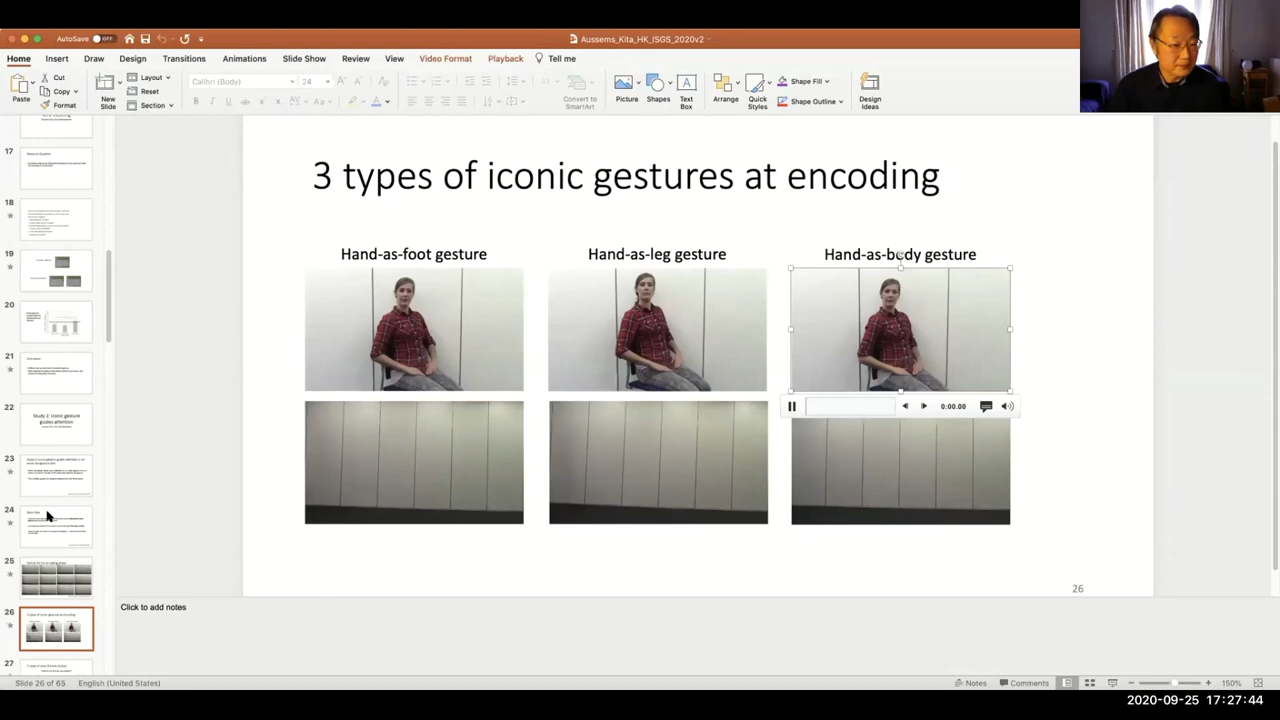 AutoSave OFF
Aussems_Kita_HK_ISGS_2020v2
Home Insert Draw Design Transitions Animations Slide Show Review View Video Format Playback Tell me
Paste
Cut
Copy
Format
New Slide
Layout
Reset
Section
Calibri (Body) 24
Convert to SmartArt
Picture
Shapes
Text Box
Arrange
Quick Styles
Shape Fill
Shape Outline
Design Ideas
17
18
19
20
21
22
Study 2: Iconic gesture guides attention
23
24
25
26
27
3 types of iconic gestures at encoding
Hand-as-foot gesture
Hand-as-leg gesture
Hand-as-body gesture
0:00.00
26
Click to add notes
Slide 26 of 65 English (United States) Notes Comments 150%
2020-09-25 17:27:44